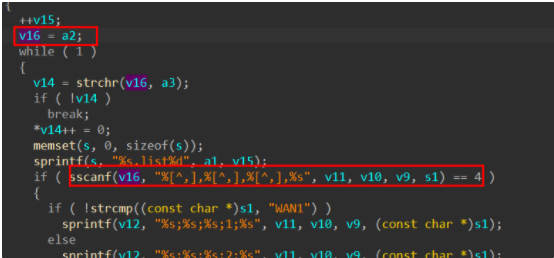 {
++v15;
v16 = a2;
while ( 1 )
{
v14 = strchr(v16, a3);
if ( !v14 )
break;
*v14++ = 0;
memset(s, 0, sizeof(s));
sprintf(s, "%s.list%d", a1, v15);
if ( sscanf(v16, "%[^,],%[^,],%[^,],%s", v11, v10, v9, s1) == 4 )
{
if ( !strcmp((const char *)s1, "WAN1") )
sprintf(v12, "%s;%s;%s;1;%s", v11, v10, v9, (const char *)s1);
else
sprintf(v12, "%s;%s;%s;2;%s", v11, v10, v9, (const char *)s1);